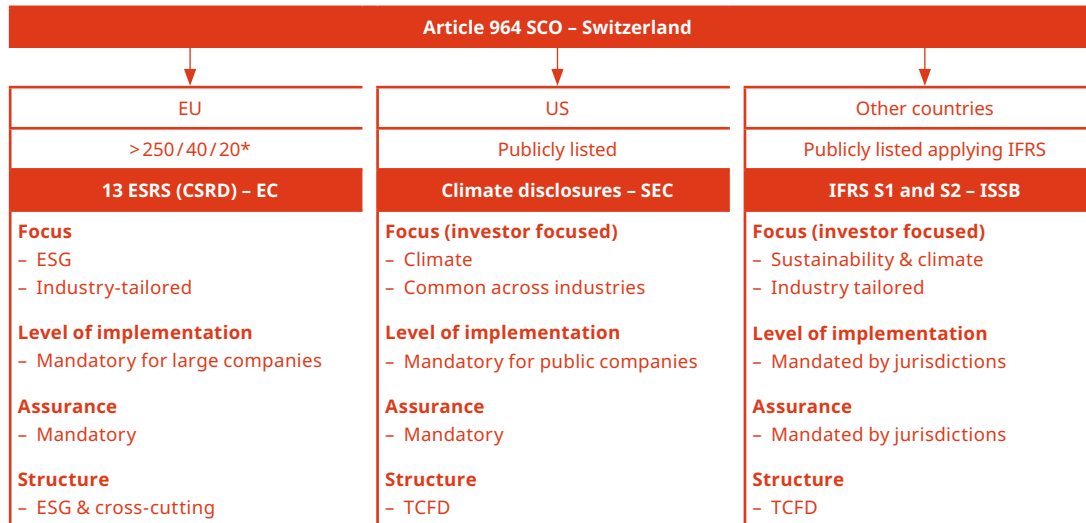 Article 964 SCO – Switzerland
EU
>250/40/20*
13 ESRS (CSRD) – EC
Focus
– ESG
– Industry-tailored
Level of implementation
– Mandatory for large companies
Assurance
– Mandatory
Structure
– ESG & cross-cutting
US
Publicly listed
Climate disclosures – SEC
Focus (investor focused)
– Climate
– Common across industries
Level of implementation
– Mandatory for public companies
Assurance
– Mandatory
Structure
– TCFD
Other countries
Publicly listed applying IFRS
IFRS S1 and S2 – ISSB
Focus (investor focused)
– Sustainability & climate
– Industry tailored
Level of implementation
– Mandated by jurisdictions
Assurance
– Mandated by jurisdictions
Structure
– TCFD